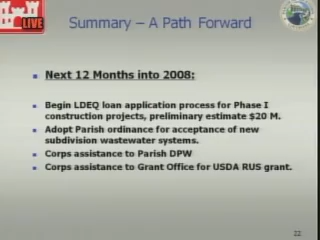 LIVE
Summary – A Path Forward
Next 12 Months into 2008:
Begin LDEQ loan application process for Phase I
construction projects, preliminary estimate $20 M.
Adopt Parish ordinance for acceptance of new
subdivision wastewater systems.
Corps assistance to Parish DPW
Corps assistance to Grant Office for USDA RUS grant.
22